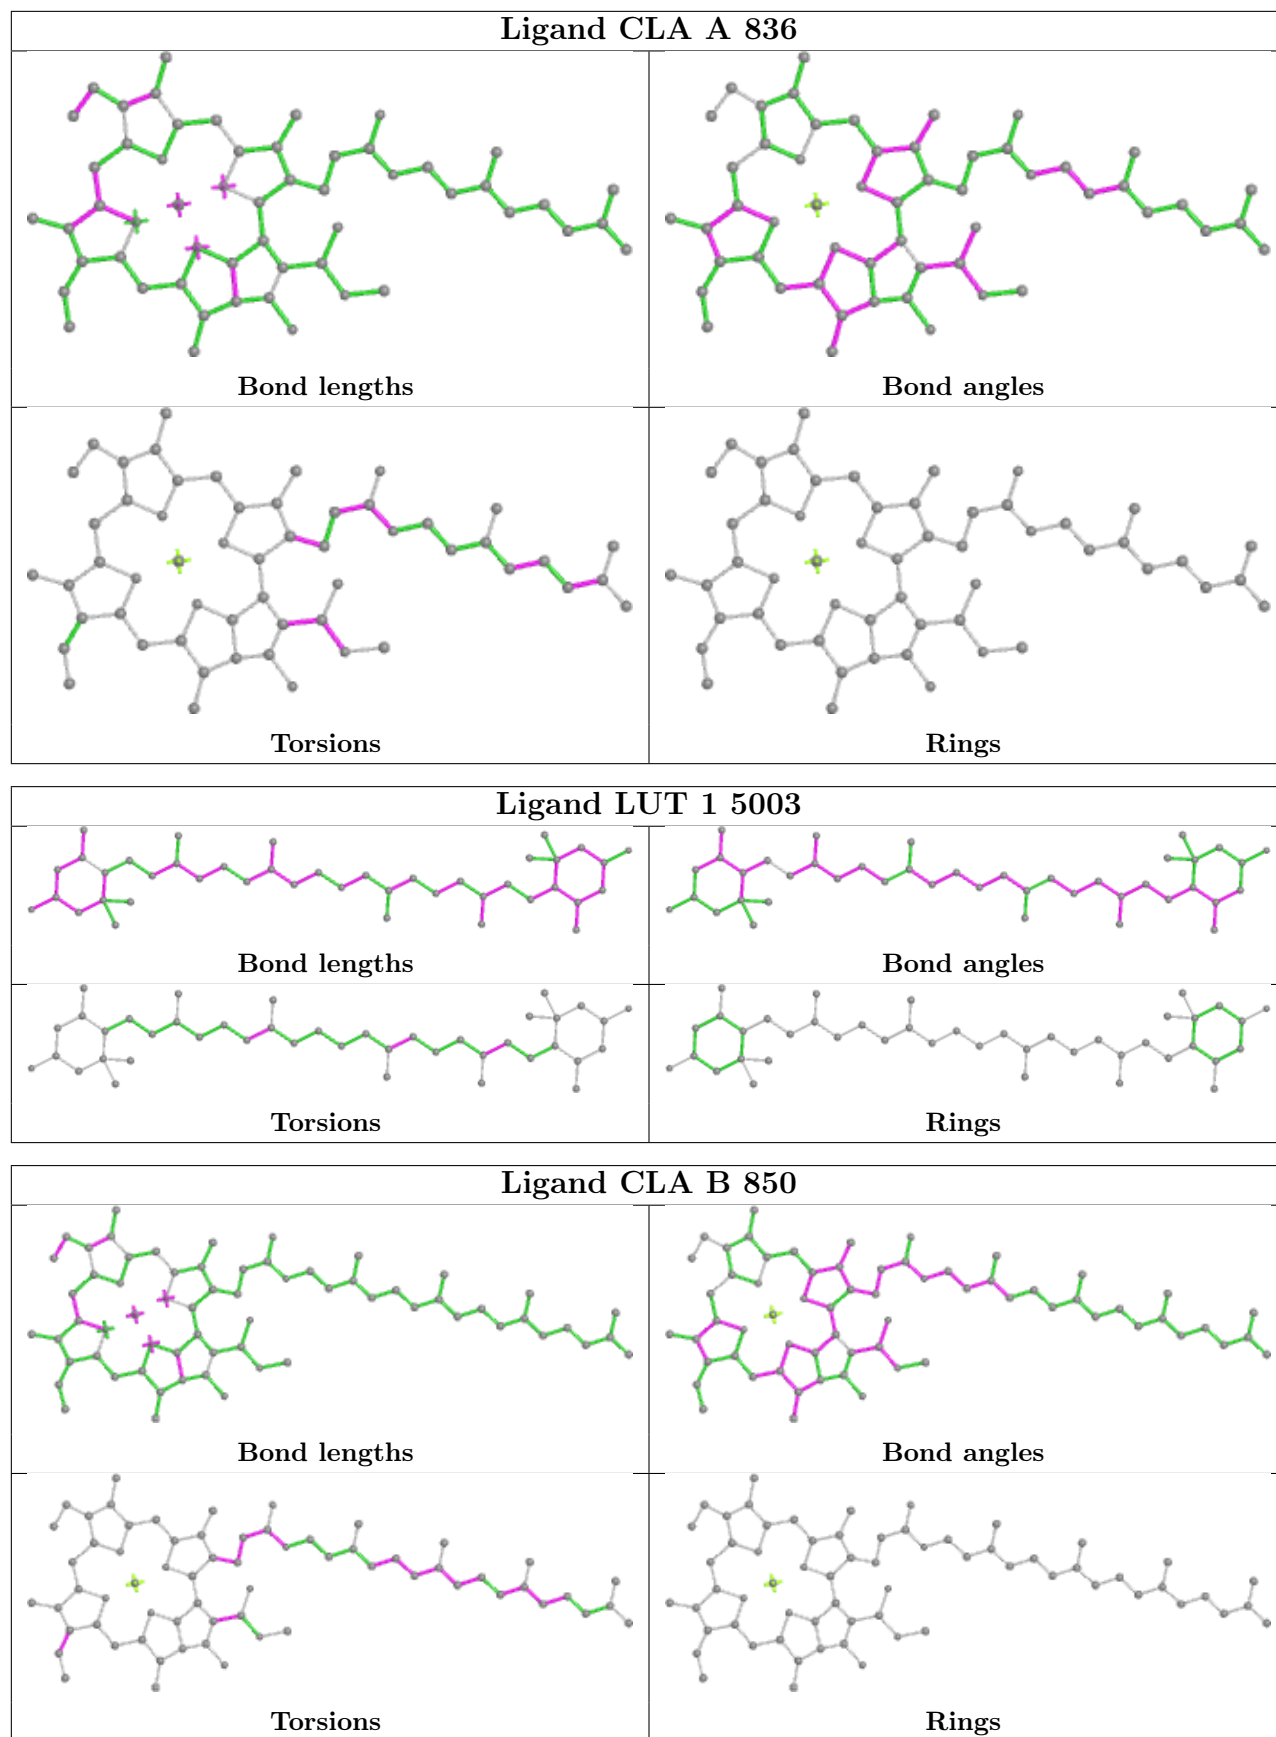 Ligand CLA A 836
Bond lengths
Bond angles
Torsions
Rings
Ligand LUT 1 5003
Bond lengths
Bond angles
Torsions
Rings
Ligand CLA B 850
Bond lengths
Bond angles
Torsions
Rings